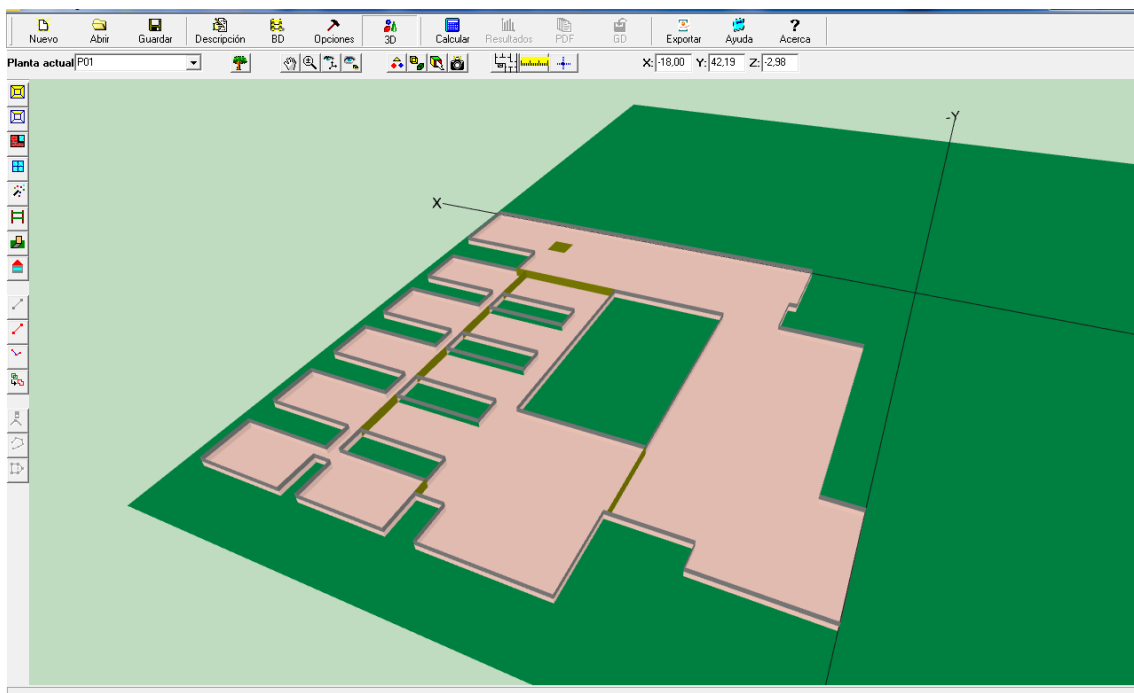 Nuevo Abrir Guardar Descripción BD Opciones 3D Calcular Resultados PDF GD Exportar Ayuda Acerca
Planta actual P01 X: -18,00 Y: 42,19 Z: -2,98
-Y
X